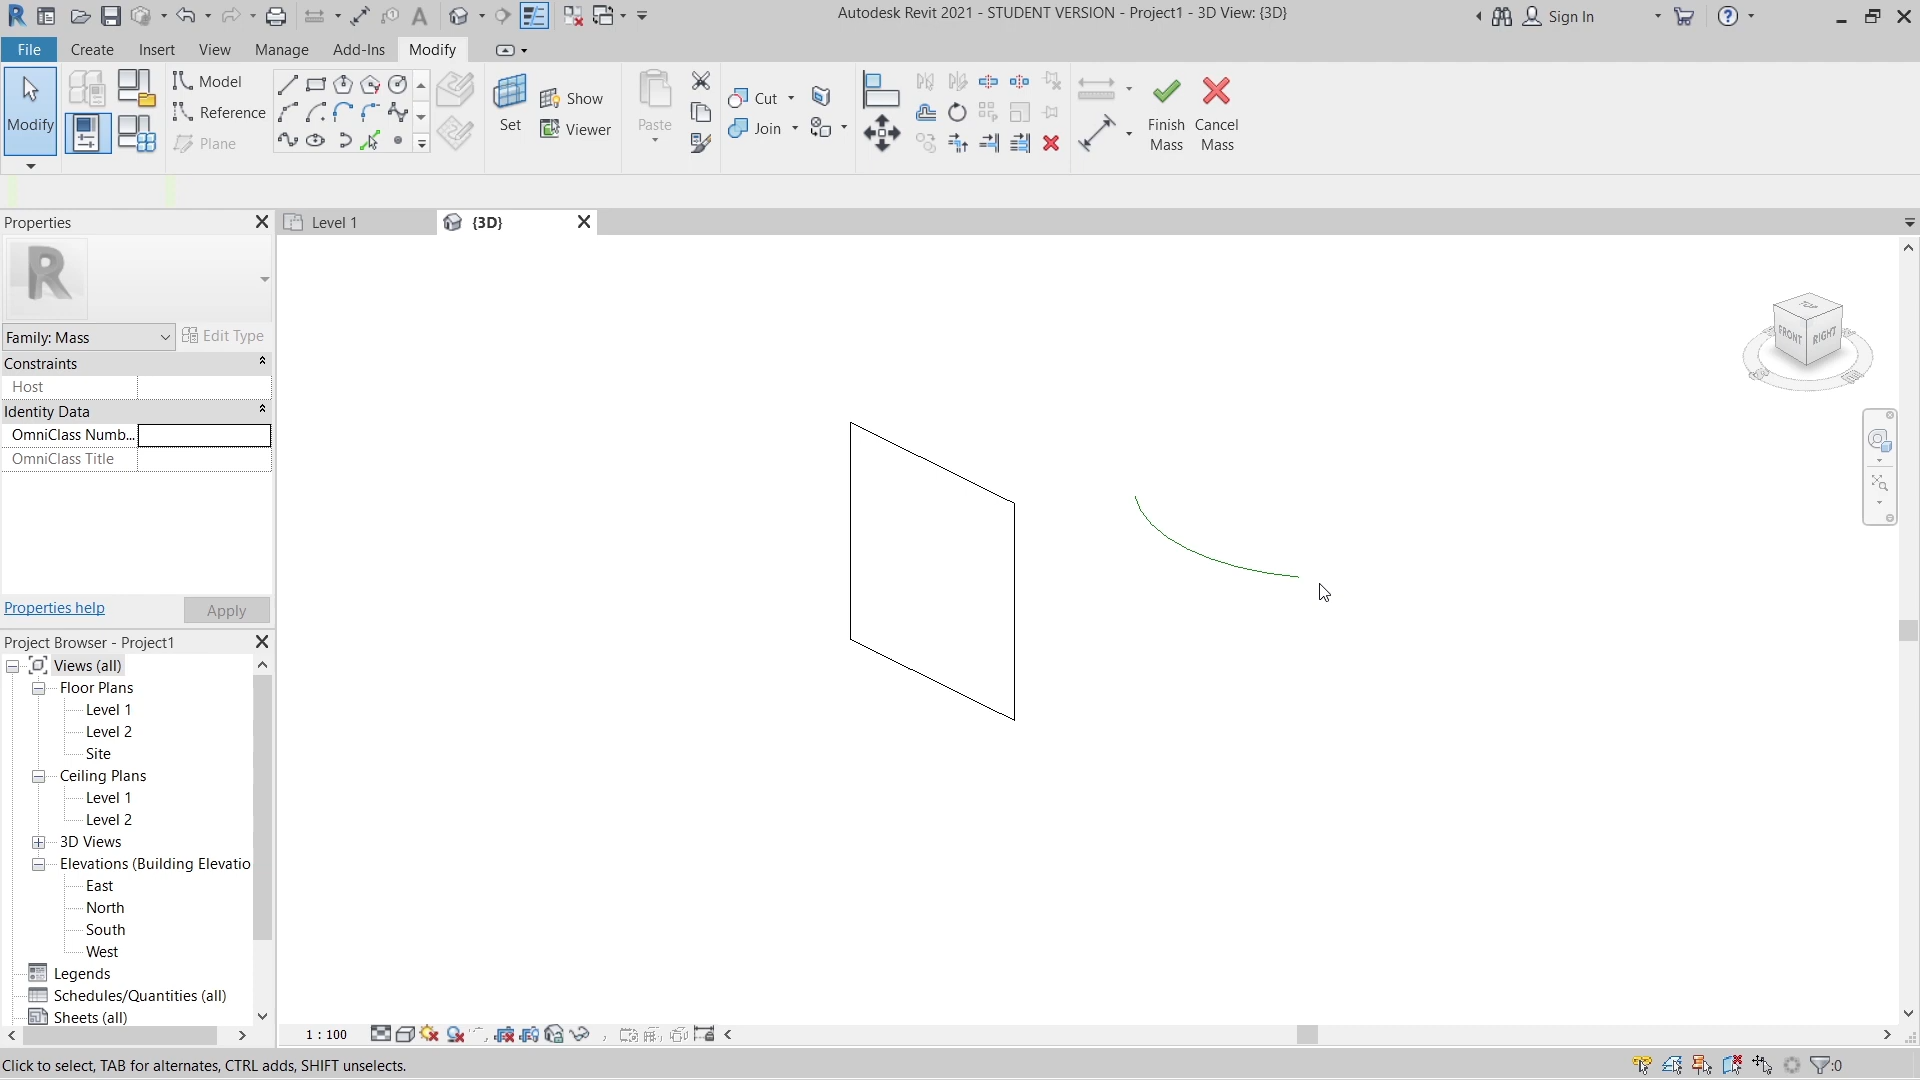 Autodesk Revit 2021 - STUDENT VERSION - Project1 - 3D View: {3D}
Sign In
File
Create
Insert
View
Manage
Add-Ins
Modify
Modify
Model
Reference
Plane
Set
Show
Viewer
Paste
Cut
Join
Finish Mass
Cancel Mass
Properties
Level 1
{3D}
Family: Mass
Edit Type
Constraints
Host
Identity Data
OmniClass Numb...
OmniClass Title
Properties help
Apply
Project Browser - Project1
Views (all)
Floor Plans
Level 1
Level 2
Site
Ceiling Plans
Level 1
Level 2
3D Views
Elevations (Building Elevatio
East
North
South
West
Legends
Schedules/Quantities (all)
Sheets (all)
TOP
FRONT
RIGHT
1 : 100
Click to select, TAB for alternates, CTRL adds, SHIFT unselects.
:0